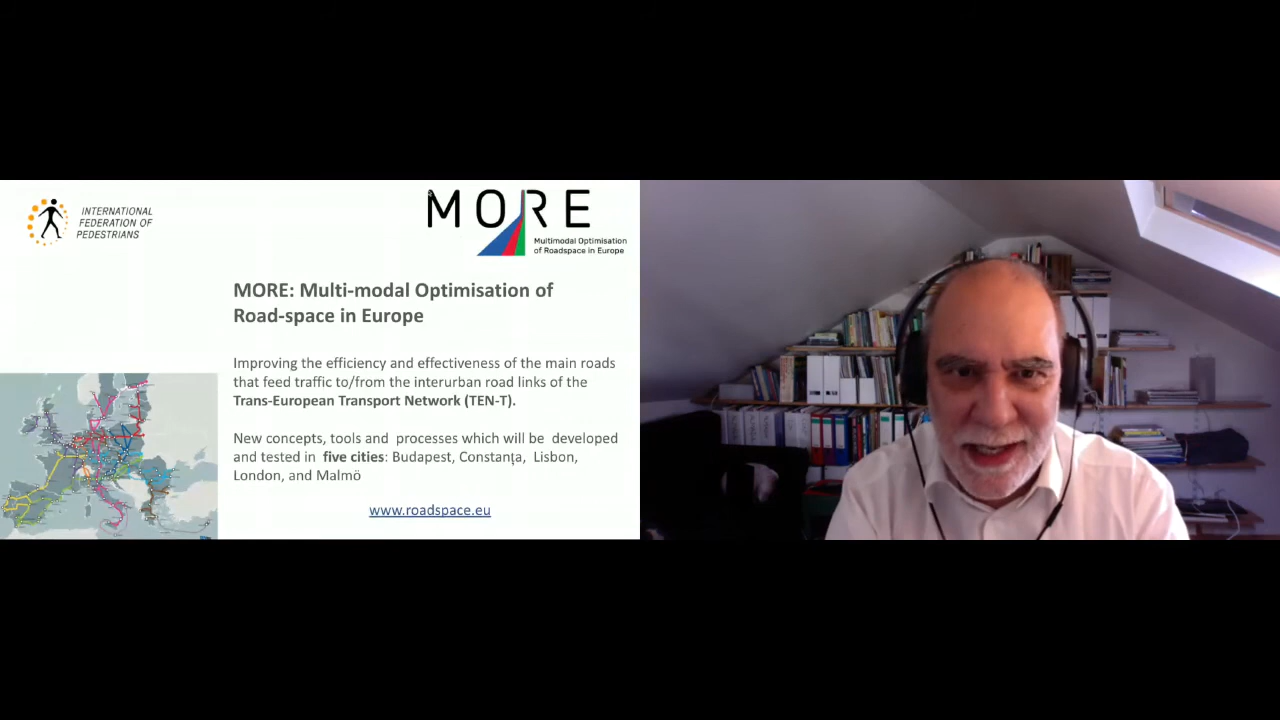 INTERNATIONAL
FEDERATION OF
PEDESTRIANS
MORE
Multimodal Optimisation
of Roadspace in Europe
MORE: Multi-modal Optimisation of
Road-space in Europe
Improving the efficiency and effectiveness of the main roads
that feed traffic to/from the interurban road links of the
Trans-European Transport Network (TEN-T).
New concepts, tools and processes which will be developed
and tested in five cities: Budapest, Constanța, Lisbon,
London, and Malmö
www.roadspace.eu